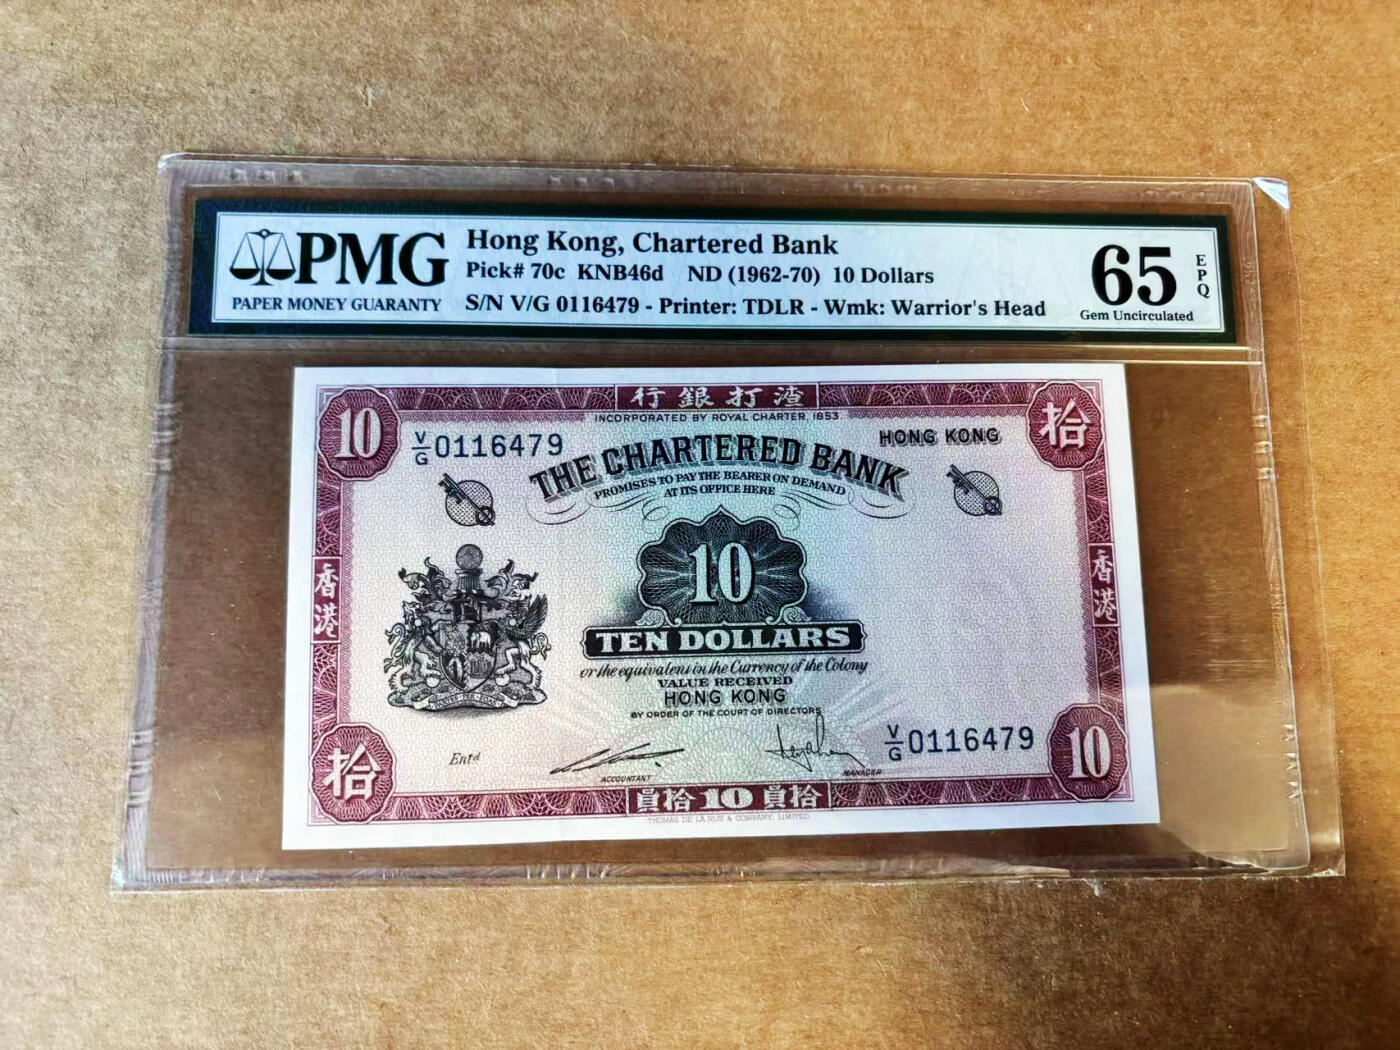 PMG
PAPER MONEY GUARANTY
Hong Kong, Chartered Bank
Pick# 70c KNB46d ND (1962-70) 10 Dollars
S/N V/G 0116479 - Printer: TDLR - Wmk: Warrior's Head
65
EPQ
Gem Uncirculated
行銀打渣
INCORPORATED BY ROYAL CHARTER, 1853
10
拾
V/G 0116479
HONG KONG
THE CHARTERED BANK
PROMISES TO PAY THE BEARER ON DEMAND
AT ITS OFFICE HERE
10
香港
香港
TEN DOLLARS
or the equivalent in the Currency of the Colony
VALUE RECEIVED
HONG KONG
BY ORDER OF THE COURT OF DIRECTORS
V/G 0116479
Entd
ACCOUNTANT
MANAGER
拾
10
員拾 10 員拾
THOMAS DE LA RUE & COMPANY, LIMITED.